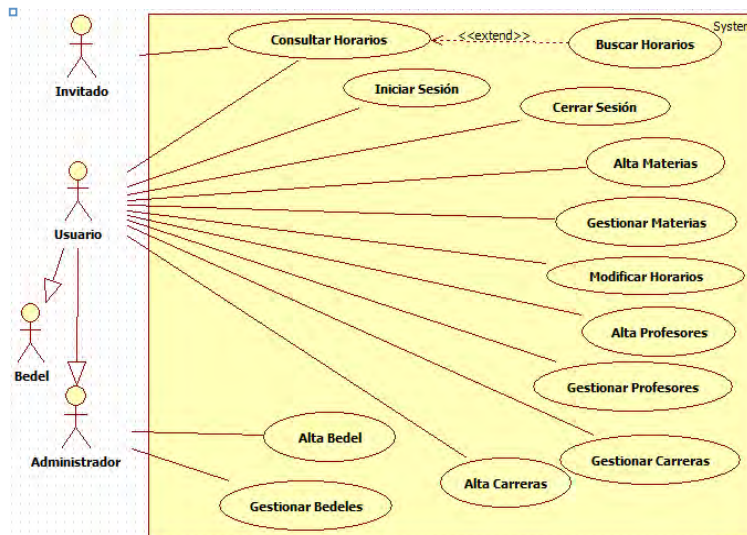 System
Consultar Horarios
<<extend>>
Buscar Horarios
Invitado
Iniciar Sesión
Cerrar Sesión
Alta Materias
Usuario
Gestionar Materias
Modificar Horarios
Alta Profesores
Bedel
Gestionar Profesores
Administrador
Alta Bedel
Gestionar Carreras
Alta Carreras
Gestionar Bedeles